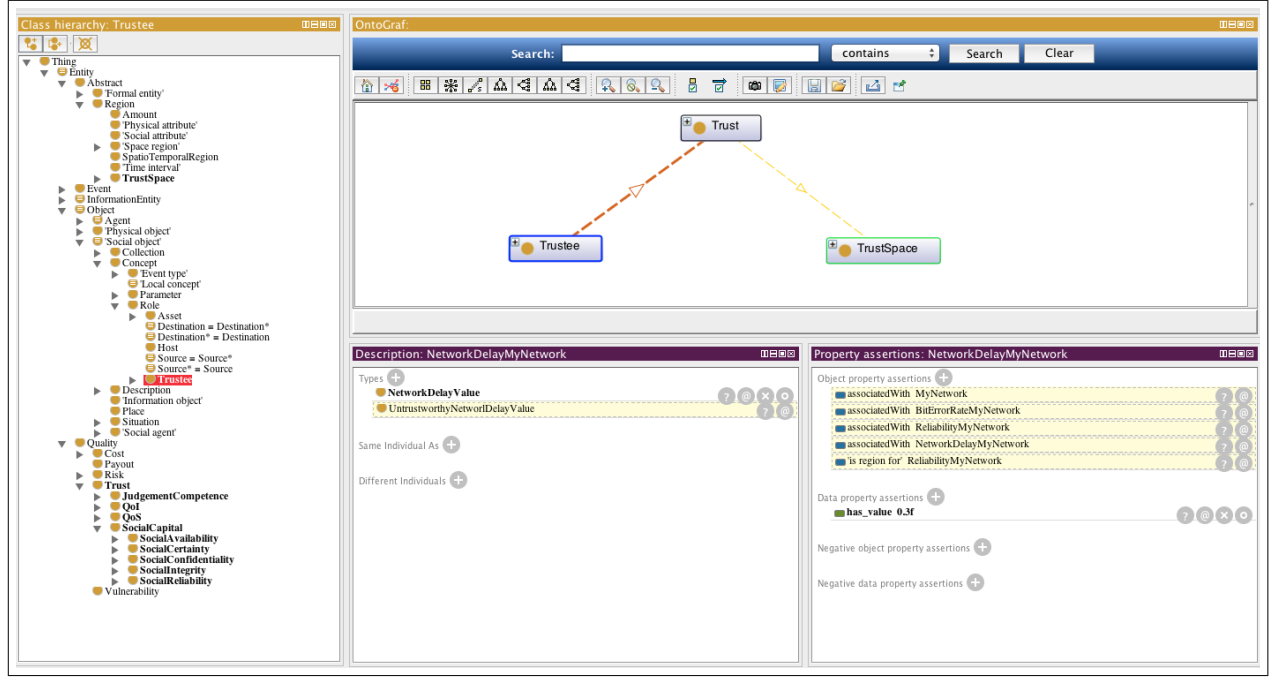 Class hierarchy: Trustee
Thing
Entity
Abstract
'Formal entity'
Region
Amount
'Physical attribute'
'Social attribute'
'Space region'
SpatioTemporalRegion
'Time interval'
TrustSpace
Event
InformationEntity
Object
Agent
'Physical object'
'Social object'
Collection
Concept
'Event type'
'Local concept'
Parameter
Role
Asset
Destination = Destination*
Destination* = Destination
Host
Source = Source*
Source* = Source
Trustee
Description
'Information object'
Place
Situation
'Social agent'
Quality
Cost
Payout
Risk
Trust
JudgementCompetence
QoI
QoS
SocialCapital
SocialAvailability
SocialCertainty
SocialConfidentiality
SocialIntegrity
SocialReliability
Vulnerability
OntoGraf:
Search: contains Search Clear
Trust
Trustee
TrustSpace
Description: NetworkDelayMyNetwork
Types
NetworkDelayValue
UntrustworthyNetworlDelayValue
Same Individual As
Different Individuals
Property assertions: NetworkDelayMyNetwork
Object property assertions
associatedWith MyNetwork
associatedWith BitErrorRateMyNetwork
associatedWith ReliabilityMyNetwork
associatedWith NetworkDelayMyNetwork
'is region for' ReliabilityMyNetwork
Data property assertions
has_value 0.3f
Negative object property assertions
Negative data property assertions